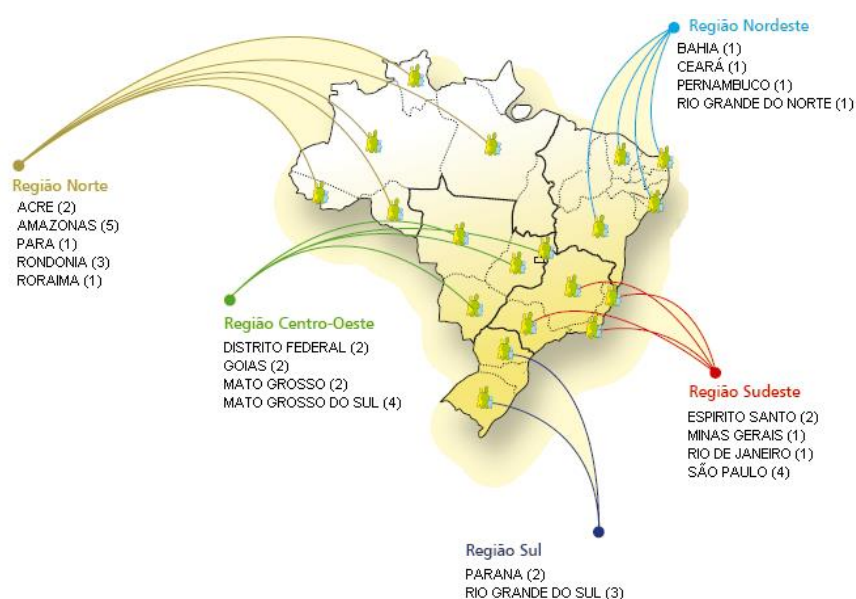 Região Nordeste
BAHIA (1)
CEARÁ (1)
PERNAMBUCO (1)
RIO GRANDE DO NORTE (1)
Região Norte
ACRE (2)
AMAZONAS (5)
PARA (1)
RONDONIA (3)
RORAIMA (1)
Região Centro-Oeste
DISTRITO FEDERAL (2)
GOIAS (2)
MATO GROSSO (2)
MATO GROSSO DO SUL (4)
Região Sudeste
ESPIRITO SANTO (2)
MINAS GERAIS (1)
RIO DE JANEIRO (1)
SÃO PAULO (4)
Região Sul
PARANA (2)
RIO GRANDE DO SUL (3)